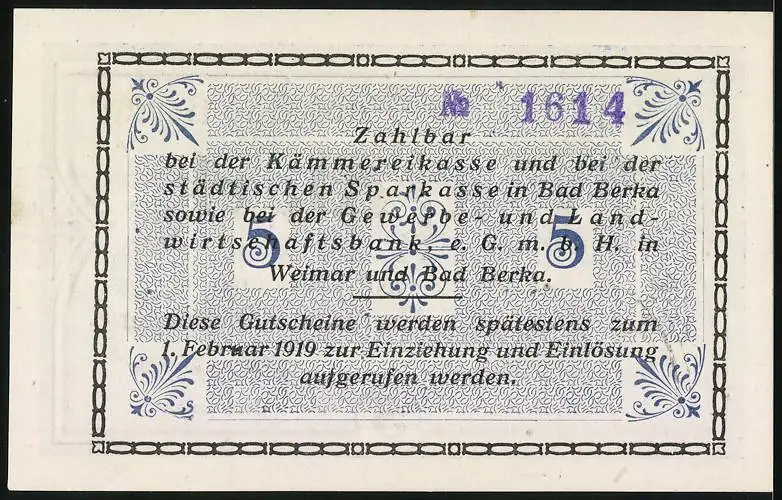 № 1614
Zahlbar
bei der Kämmereikasse und bei der
städtischen Sparkasse in Bad Berka
sowie bei der Gewerbe- und Land-
wirtschaftsbank, e. G. m. b. H. in
5 5
Weimar und Bad Berka.
Diese Gutscheine werden spätestens zum
1. Februar 1919 zur Einziehung und Einlösung
aufgerufen werden.